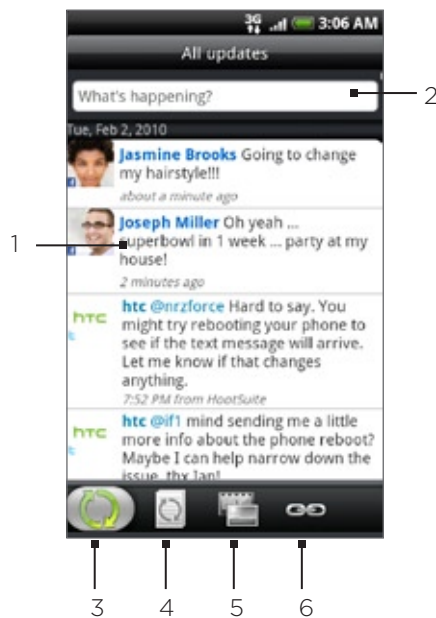 3G 3:06 AM
All updates
What's happening?
2
Tue, Feb 2, 2010
Jasmine Brooks Going to change
my hairstyle!!!
about a minute ago
1
Joseph Miller Oh yeah ...
superbowl in 1 week ... party at my
house!
2 minutes ago
htc
htc @nrzforce Hard to say. You
might try rebooting your phone to
see if the text message will arrive.
Let me know if that changes
anything.
7:52 PM from HootSuite
htc
htc @if1 mind sending me a little
more info about the phone reboot?
Maybe I can help narrow down the
issue. thx Ian!
3 4 5 6